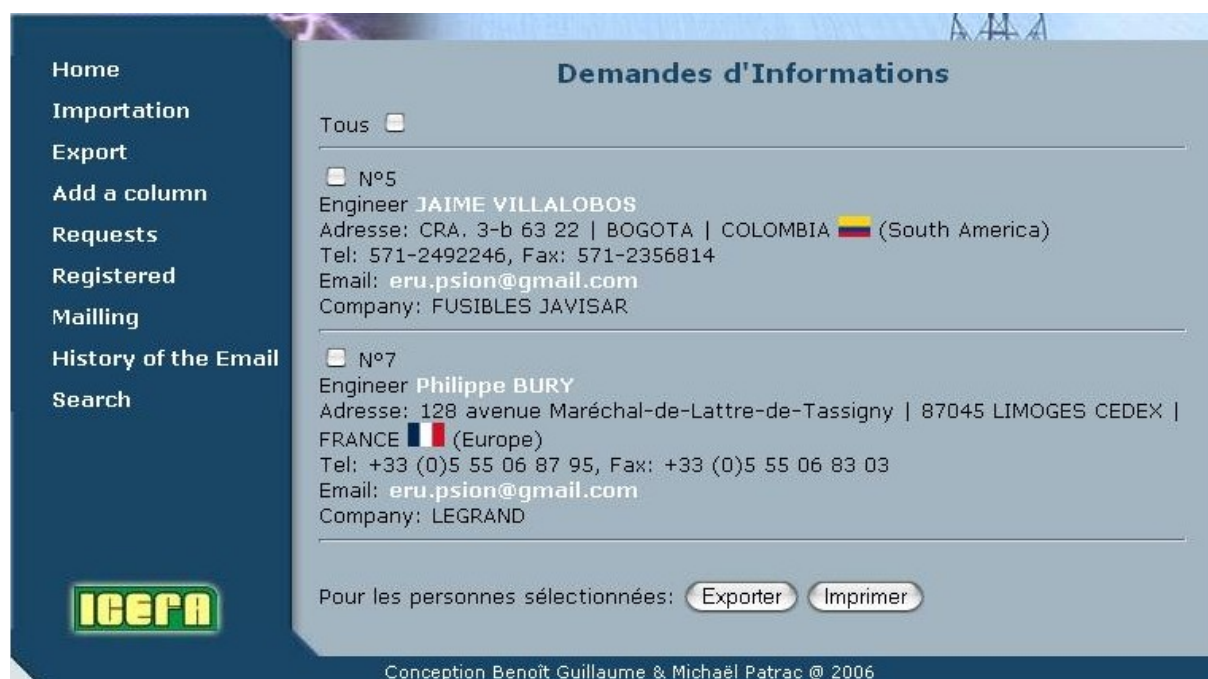 Home
Importation
Export
Add a column
Requests
Registered
Mailling
History of the Email
Search
ICEFA
Demandes d'Informations
Tous
N°5
Engineer JAIME VILLALOBOS
Adresse: CRA. 3-b 63 22 | BOGOTA | COLOMBIA (South America)
Tel: 571-2492246, Fax: 571-2356814
Email: eru.psion@gmail.com
Company: FUSIBLES JAVISAR
N°7
Engineer Philippe BURY
Adresse: 128 avenue Maréchal-de-Lattre-de-Tassigny | 87045 LIMOGES CEDEX |
FRANCE (Europe)
Tel: +33 (0)5 55 06 87 95, Fax: +33 (0)5 55 06 83 03
Email: eru.psion@gmail.com
Company: LEGRAND
Pour les personnes sélectionnées: Exporter Imprimer
Conception Benoît Guillaume & Michaël Patrac @ 2006